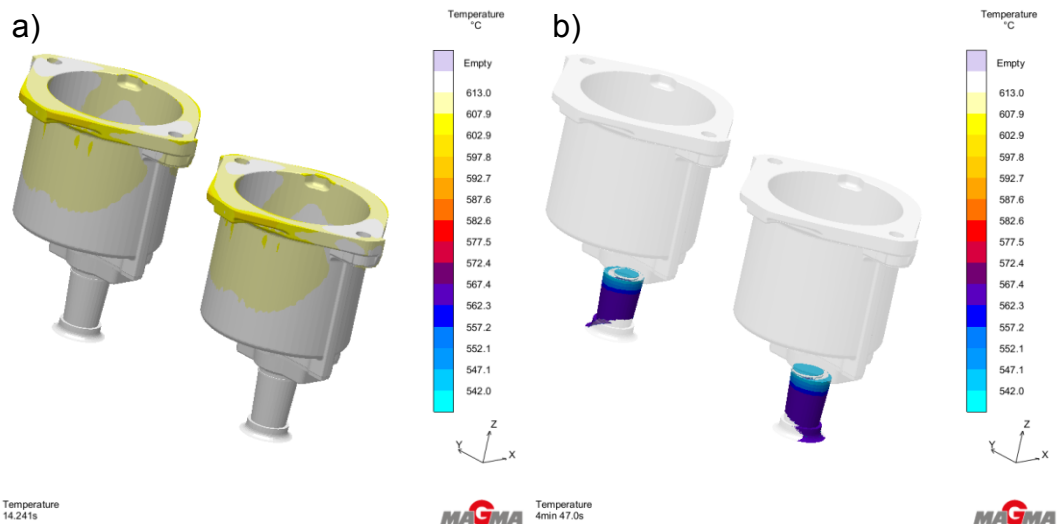 a)
Temperature
°C
Empty
613.0
607.9
602.9
597.8
592.7
587.6
582.6
577.5
572.4
567.4
562.3
557.2
552.1
547.1
542.0
Z
Y
X
Temperature
14.241s
MAGMA
b)
Temperature
°C
Empty
613.0
607.9
602.9
597.8
592.7
587.6
582.6
577.5
572.4
567.4
562.3
557.2
552.1
547.1
542.0
Z
Y
X
Temperature
4min 47.0s
MAGMA